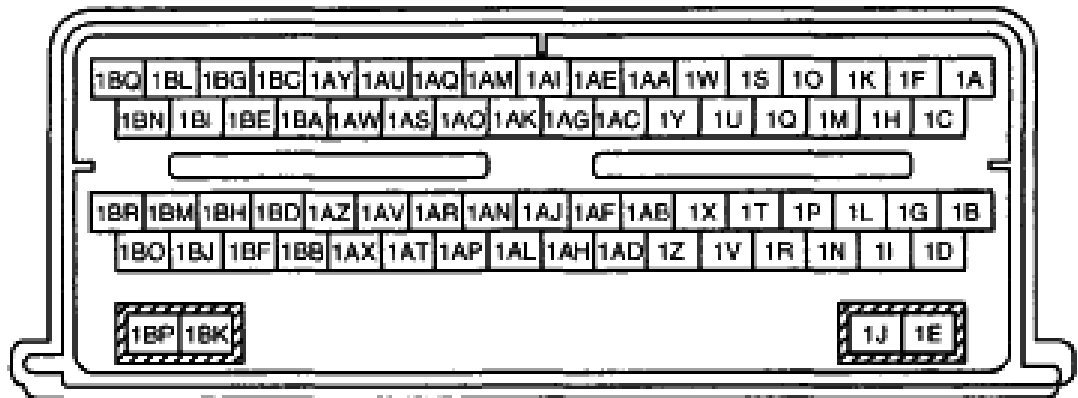 1BQ 1BL 1BG 1BC 1AY 1AU 1AQ 1AM 1AI 1AE 1AA 1W 1S 1O 1K 1F 1A
1BN 1BI 1BE 1BA 1AW 1AS 1AO 1AK 1AG 1AC 1Y 1U 1Q 1M 1H 1C
1BR 1BM 1BH 1BD 1AZ 1AV 1AR 1AN 1AJ 1AF 1AB 1X 1T 1P 1L 1G 1B
1BO 1BJ 1BF 1BB 1AX 1AT 1AP 1AL 1AH 1AD 1Z 1V 1R 1N 1I 1D
1BP 1BK 1J 1E